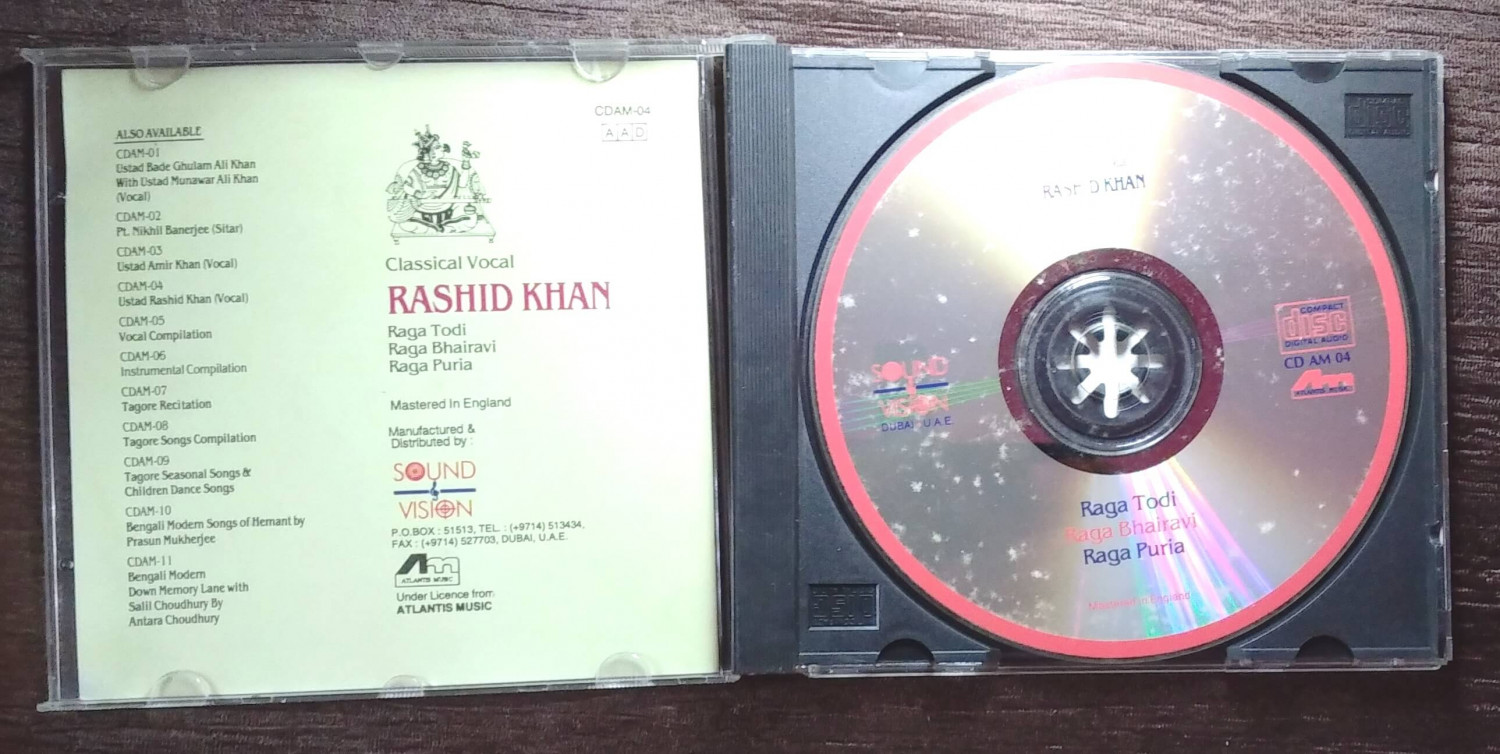 ALSO AVAILABLE
CDAM-01
Ustad Bade Ghulam Ali Khan
With Ustad Munawar Ali Khan
(Vocal)
CDAM-02
Pt. Nikhil Banerjee (Sitar)
CDAM-03
Ustad Amir Khan (Vocal)
CDAM-04
Ustad Rashid Khan (Vocal)
CDAM-05
Vocal Compilation
CDAM-06
Instrumental Compilation
CDAM-07
Tagore Recitation
CDAM-08
Tagore Songs Compilation
CDAM-09
Tagore Seasonal Songs &
Children Dance Songs
CDAM-10
Bengali Modern Songs of Hemant by
Prasun Mukherjee
CDAM-11
Bengali Modern
Down Memory Lane with
Salil Choudhury By
Antara Choudhury
CDAM-04
AAD
Classical Vocal
RASHID KHAN
Raga Todi
Raga Bhairavi
Raga Puria
Mastered In England
Manufactured &
Distributed by :
SOUND
VISION
P.O.BOX : 51513, TEL. : (+9714) 513434,
FAX : (+9714) 527703, DUBAI, U.A.E.
Am
ATLANTIS MUSIC
Under Licence from
ATLANTIS MUSIC
RASHID KHAN
SOUND
VISION
DUBAI U.A.E.
COMPACT
disc
DIGITAL AUDIO
CD AM 04
Am
ATLANTIS MUSIC
Raga Todi
Raga Bhairavi
Raga Puria
Mastered in England
COMPACT
disc
DIGITAL AUDIO